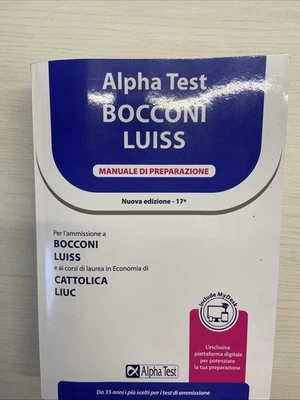 Alpha Test
BOCCONI
LUISS
MANUALE DI PREPARAZIONE
Nuova edizione - 17ª
Per l'ammissione a
BOCCONI
LUISS
e ai corsi di laurea in Economia di
CATTOLICA
LIUC
Include MyDesk
L'esclusiva
piattaforma digitale
per potenziare
la tua preparazione
Alpha Test
Da 35 anni i più scelti per i test di ammissione